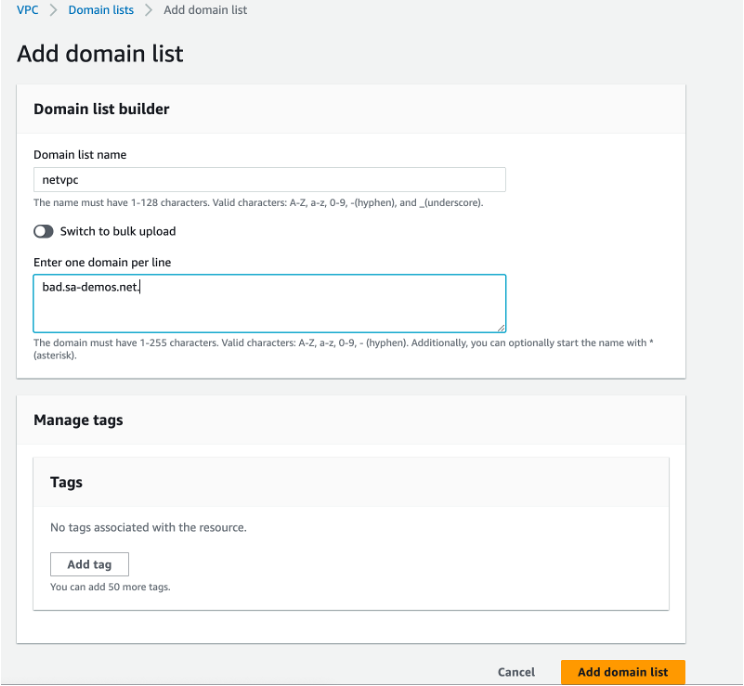 VPC > Domain lists > Add domain list
Add domain list
Domain list builder
Domain list name
netvpc
The name must have 1-128 characters. Valid characters: A-Z, a-z, 0-9, -(hyphen), and _(underscore).
Switch to bulk upload
Enter one domain per line
bad.sa-demos.net.
The domain must have 1-255 characters. Valid characters: A-Z, a-z, 0-9, - (hyphen). Additionally, you can optionally start the name with *
(asterisk).
Manage tags
Tags
No tags associated with the resource.
Add tag
You can add 50 more tags.
Cancel Add domain list